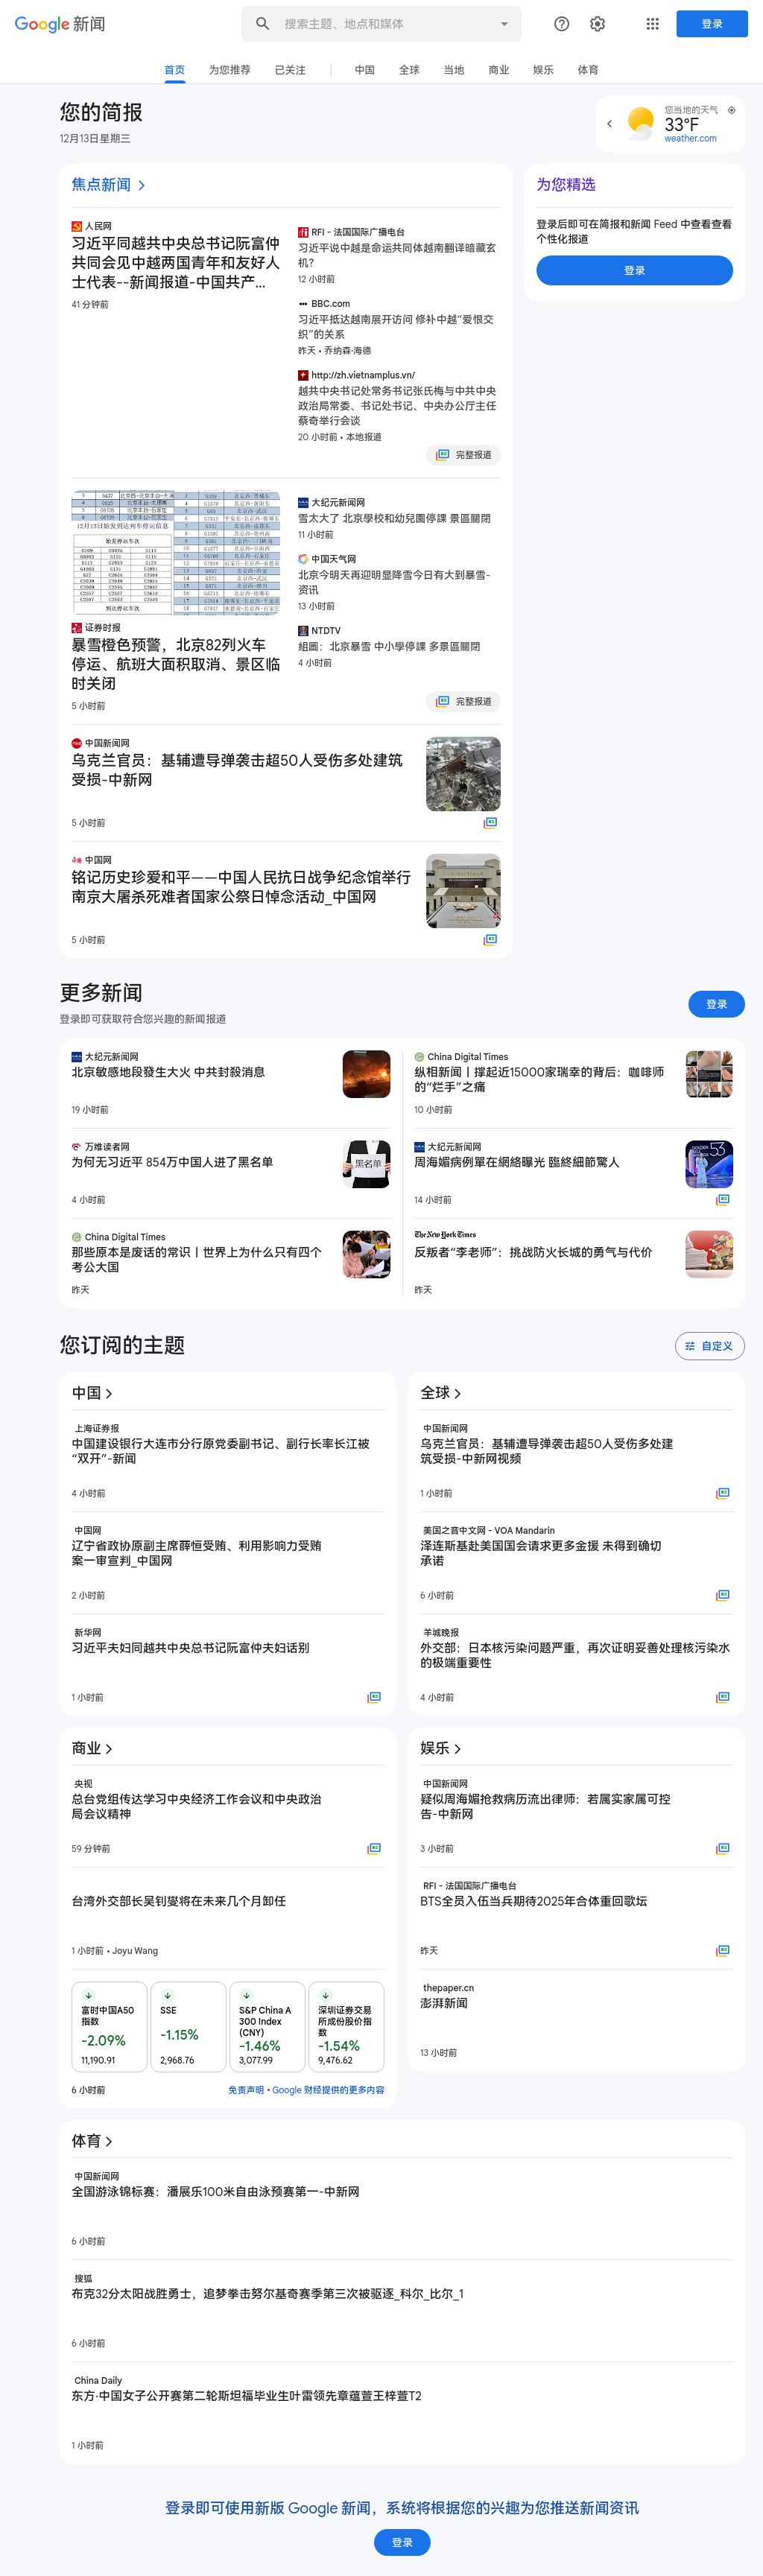 Google 新闻
搜索主题、地点和媒体
登录
首页
为您推荐
已关注
中国
全球
当地
商业
娱乐
体育
您的简报
12月13日星期三
您当地的天气
33°F
weather.com
焦点新闻
人民网
习近平同越共中央总书记阮富仲
共同会见中越两国青年和友好人
士代表--新闻报道-中国共产...
41 分钟前
RFI - 法国国际广播电台
习近平说中越是命运共同体越南翻译暗藏玄
机?
12 小时前
BBC.com
习近平抵达越南展开访问 修补中越“爱恨交
织”的关系
昨天 • 乔纳森·海德
http://zh.vietnamplus.vn/
越共中央书记处常务书记张氏梅与中共中央
政治局常委、书记处书记、中央办公厅主任
蔡奇举行会谈
20 小时前 • 本地报道
完整报道
为您精选
登录后即可在简报和新闻 Feed 中查看查看
个性化报道
登录
12月13日始发到达列车停运信息
始发停运列车
到达停运列车
证券时报
暴雪橙色预警，北京82列火车
停运、航班大面积取消、景区临
时关闭
5 小时前
大纪元新闻网
雪太大了 北京學校和幼兒園停課 景區關閉
11 小时前
中国天气网
北京今明天再迎明显降雪今日有大到暴雪-
资讯
13 小时前
NTDTV
組圖：北京暴雪 中小學停課 多景區關閉
4 小时前
完整报道
中国新闻网
乌克兰官员：基辅遭导弹袭击超50人受伤多处建筑
受损-中新网
5 小时前
中国网
铭记历史珍爱和平——中国人民抗日战争纪念馆举行
南京大屠杀死难者国家公祭日悼念活动_中国网
5 小时前
更多新闻
登录即可获取符合您兴趣的新闻报道
登录
大纪元新闻网
北京敏感地段發生大火 中共封殺消息
19 小时前
China Digital Times
纵相新闻丨撑起近15000家瑞幸的背后：咖啡师
的“烂手”之痛
10 小时前
万维读者网
为何无习近平 854万中国人进了黑名单
黑名单
4 小时前
大纪元新闻网
周海媚病例單在網絡曝光 臨終細節驚人
GOLDEN
53
14 小时前
China Digital Times
那些原本是废话的常识丨世界上为什么只有四个
考公大国
昨天
The New York Times
反叛者“李老师”：挑战防火长城的勇气与代价
昨天
您订阅的主题
自定义
中国
上海证券报
中国建设银行大连市分行原党委副书记、副行长率长江被
“双开”-新闻
4 小时前
中国网
辽宁省政协原副主席薛恒受贿、利用影响力受贿
案一审宣判_中国网
2 小时前
新华网
习近平夫妇同越共中央总书记阮富仲夫妇话别
1 小时前
全球
中国新闻网
乌克兰官员：基辅遭导弹袭击超50人受伤多处建
筑受损-中新网视频
1 小时前
美国之音中文网 - VOA Mandarin
泽连斯基赴美国国会请求更多金援 未得到确切
承诺
6 小时前
羊城晚报
外交部：日本核污染问题严重，再次证明妥善处理核污染水
的极端重要性
4 小时前
商业
央视
总台党组传达学习中央经济工作会议和中央政治
局会议精神
59 分钟前
台湾外交部长吴钊燮将在未来几个月卸任
1 小时前 • Joyu Wang
富时中国A50
指数
-2.09%
11,190.91
SSE
-1.15%
2,968.76
S&P China A
300 Index
(CNY)
-1.46%
3,077.99
深圳证券交易
所成份股价指
数
-1.54%
9,476.62
6 小时前
免责声明 • Google 财经提供的更多内容
娱乐
中国新闻网
疑似周海媚抢救病历流出律师：若属实家属可控
告-中新网
3 小时前
RFI - 法国国际广播电台
BTS全员入伍当兵期待2025年合体重回歌坛
昨天
thepaper.cn
澎湃新闻
13 小时前
体育
中国新闻网
全国游泳锦标赛：潘展乐100米自由泳预赛第一-中新网
6 小时前
搜狐
布克32分太阳战胜勇士，追梦拳击努尔基奇赛季第三次被驱逐_科尔_比尔_1
6 小时前
China Daily
东方·中国女子公开赛第二轮斯坦福毕业生叶雷领先章蕴萱王梓萱T2
1 小时前
登录即可使用新版 Google 新闻，系统将根据您的兴趣为您推送新闻资讯
登录